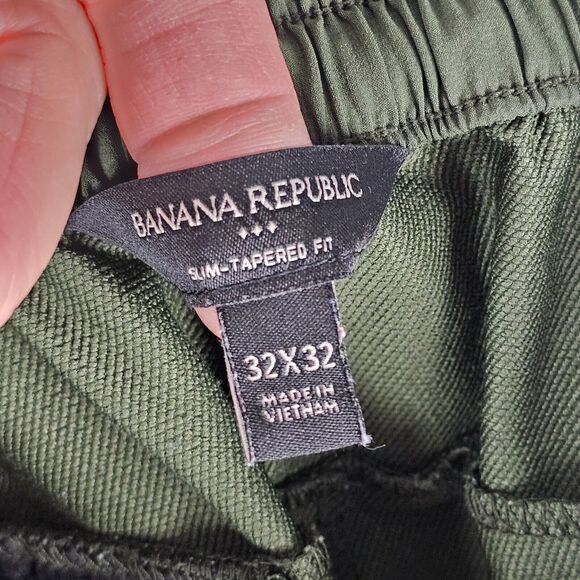 BANANA REPUBLIC
SLIM-TAPERED FIT
32X32
MADE IN
VIETNAM